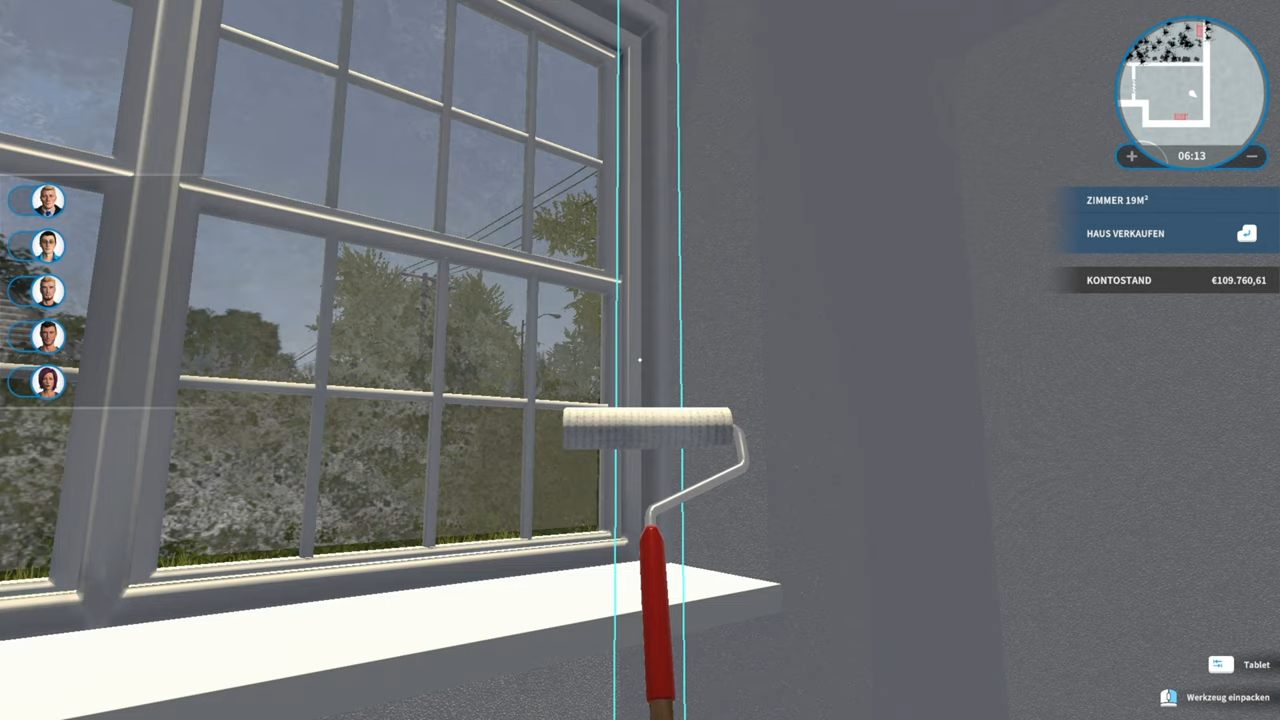 06:13
ZIMMER 19M²
HAUS VERKAUFEN
KONTOSTAND €109.760,61
Tablet
Werkzeug einpacken